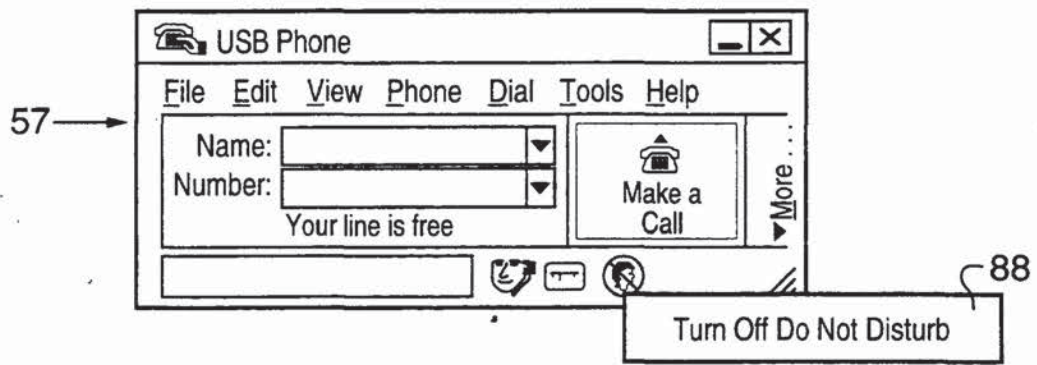 USB Phone
File Edit View Phone Dial Tools Help
57
Name:
Number:
Your line is free
Make a
Call
More ....
88
Turn Off Do Not Disturb